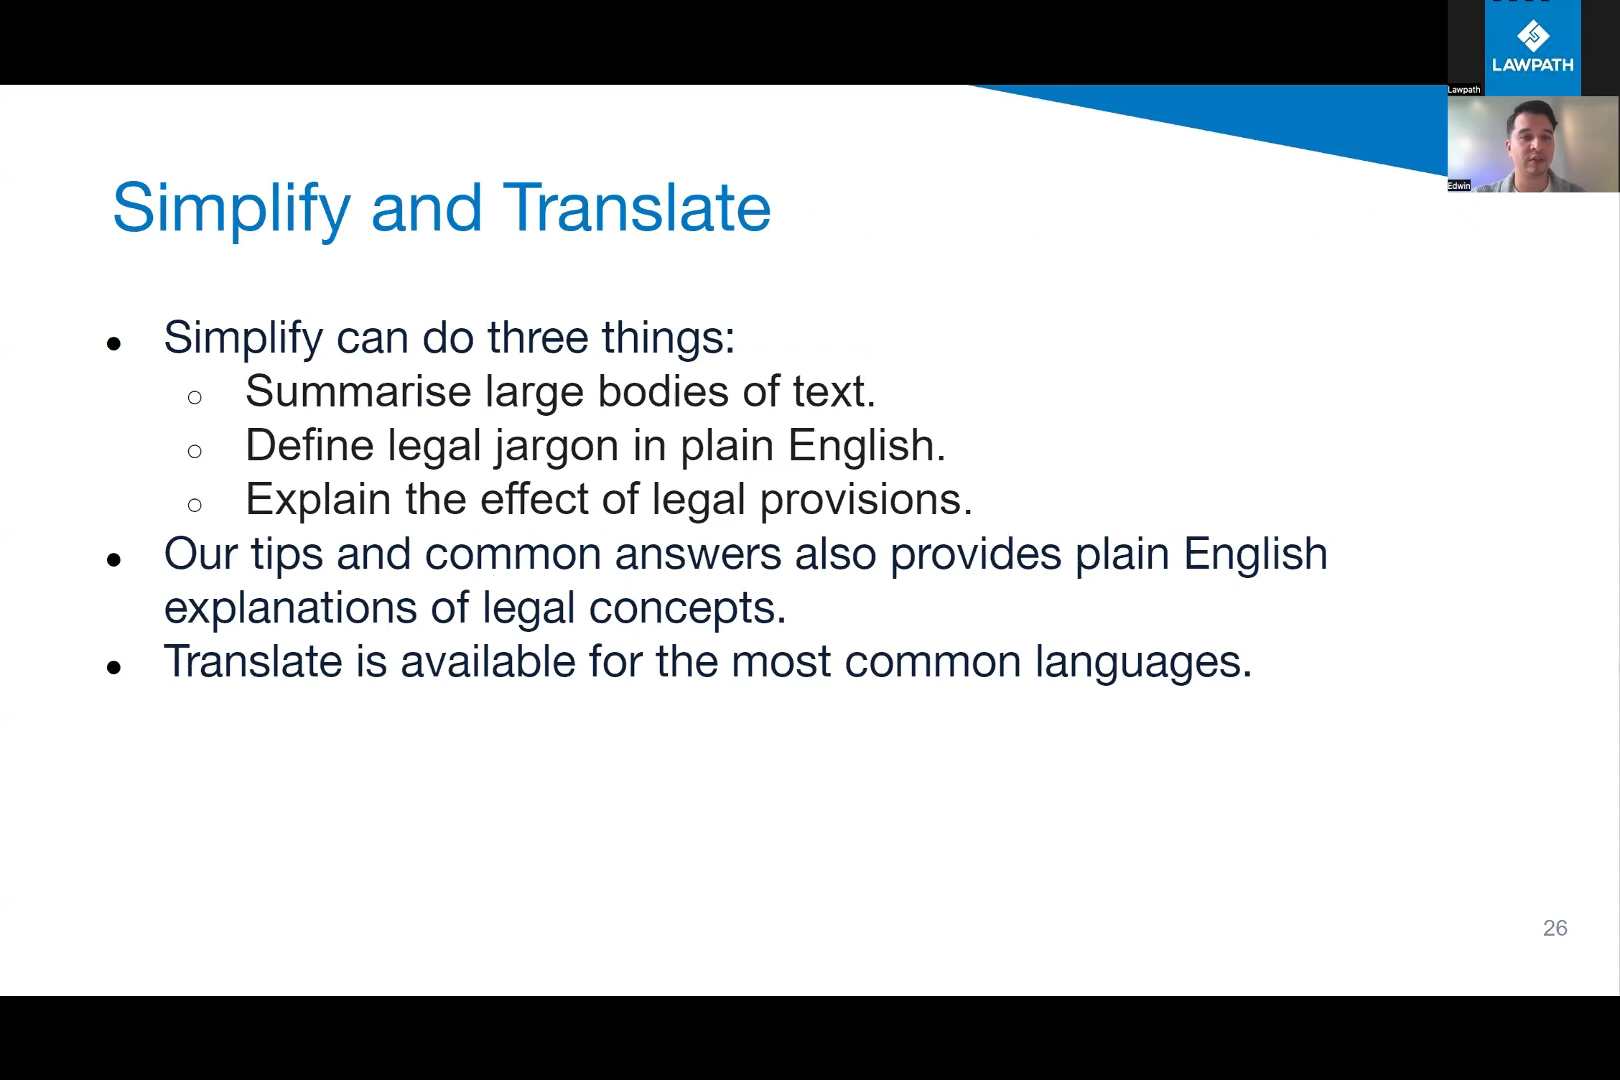 LAWPATH
Lawpath
Edwin
Simplify and Translate
● Simplify can do three things:
○ Summarise large bodies of text.
○ Define legal jargon in plain English.
○ Explain the effect of legal provisions.
● Our tips and common answers also provides plain English
explanations of legal concepts.
● Translate is available for the most common languages.
26